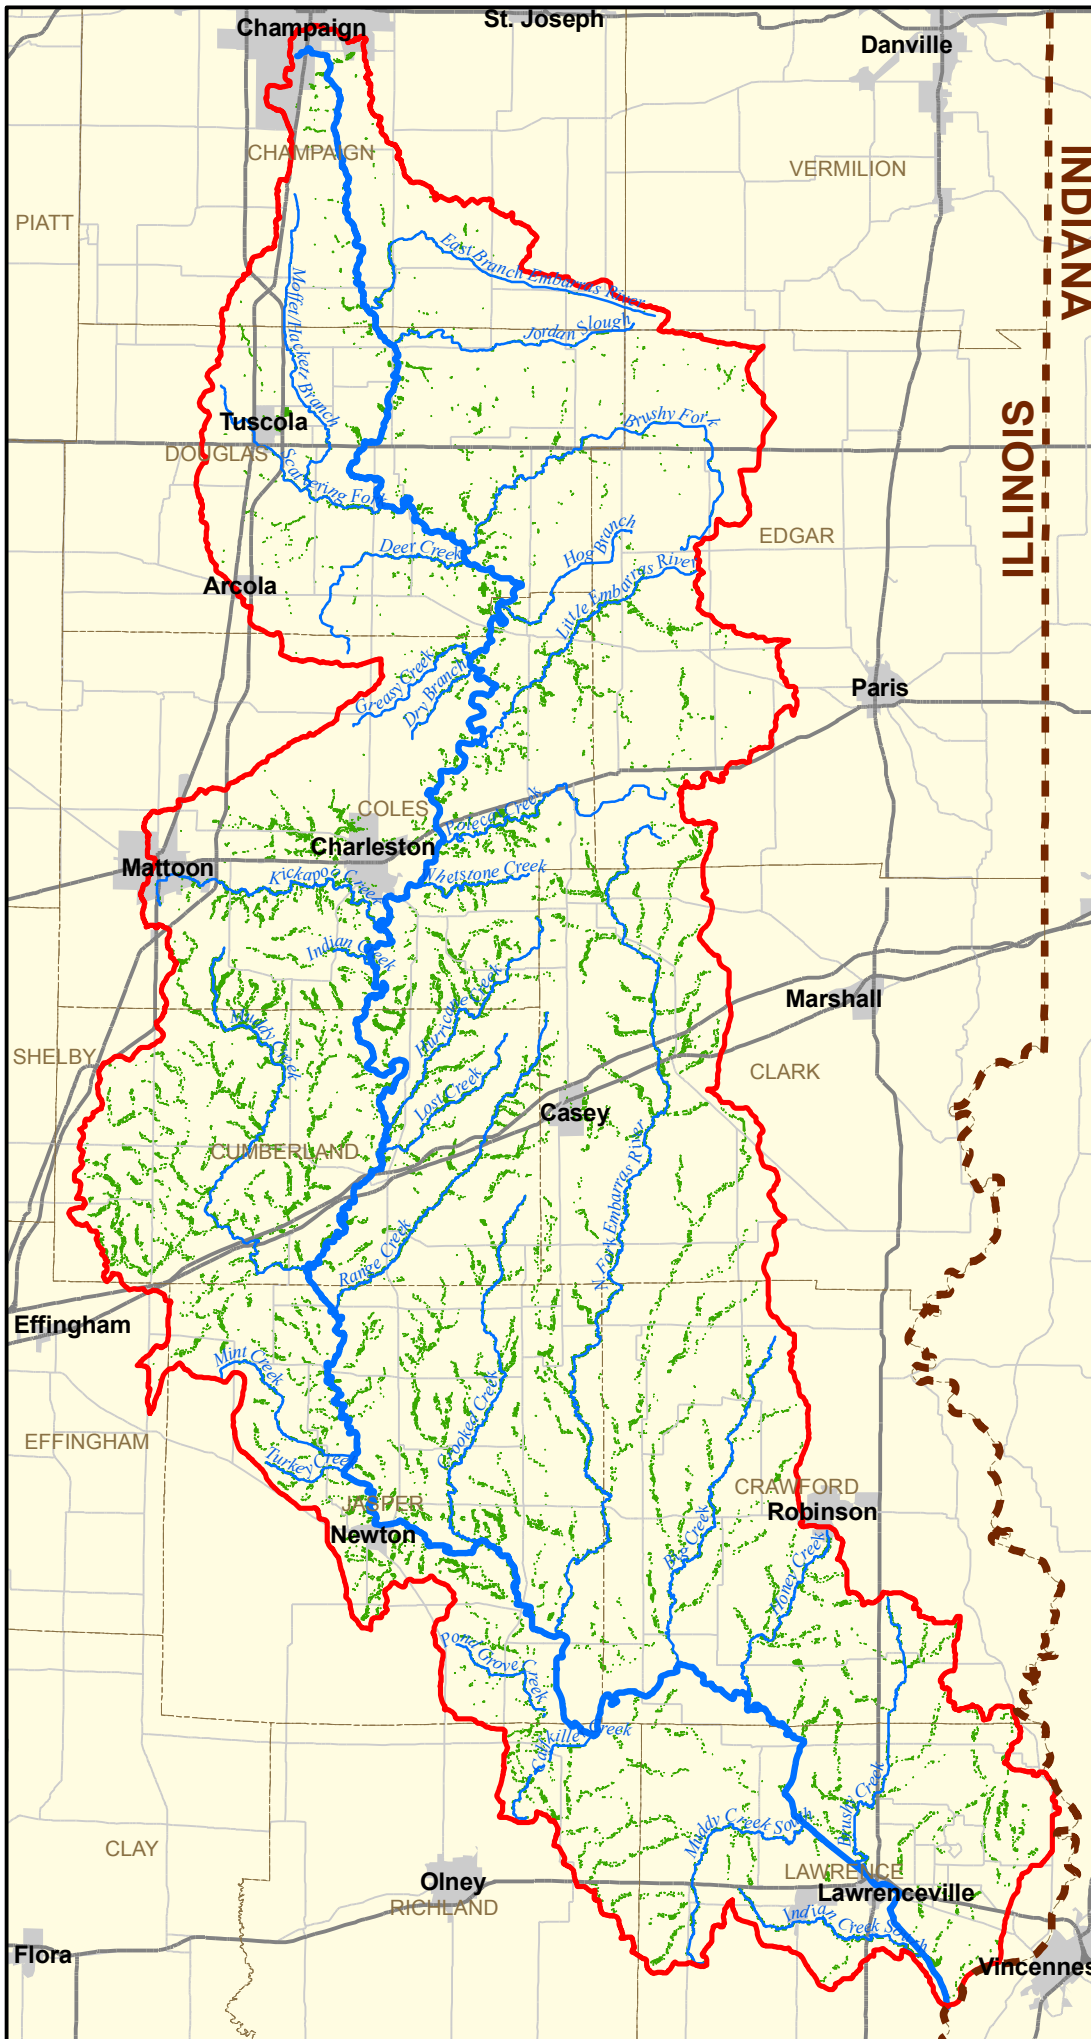 Champaign
St. Joseph
Danville
CHAMPAIGN
VERMILION
INDIANA
PIATT
East Branch Embarras River
Moffet/Hackett Branch
Jordan Slough
Tuscola
Brushy Fork
DOUGLAS
Scattering Fork
ILLINOIS
Hog Branch
EDGAR
Deer Creek
Little Embarras River
Arcola
Greasy Creek
Dry Branch
Paris
COLES
Polecat Creek
Charleston
Mattoon
Kickapoo Creek
Whetstone Creek
Indian Creek
Hurricane Creek
Marshall
Muddy Creek
SHELBY
CLARK
Lost Creek
Casey
CUMBERLAND
N. Fork Embarras River
Range Creek
Effingham
Mint Creek
Crooked Creek
EFFINGHAM
Turkey Creek
CRAWFORD
JASPER
Robinson
Newton
Big Creek
Honey Creek
Pond Grove Creek
Calfkiller Creek
Brushy Creek
Muddy Creek South
CLAY
LAWRENCE
Olney
Lawrenceville
RICHLAND
Indian Creek South
Flora
Vincennes